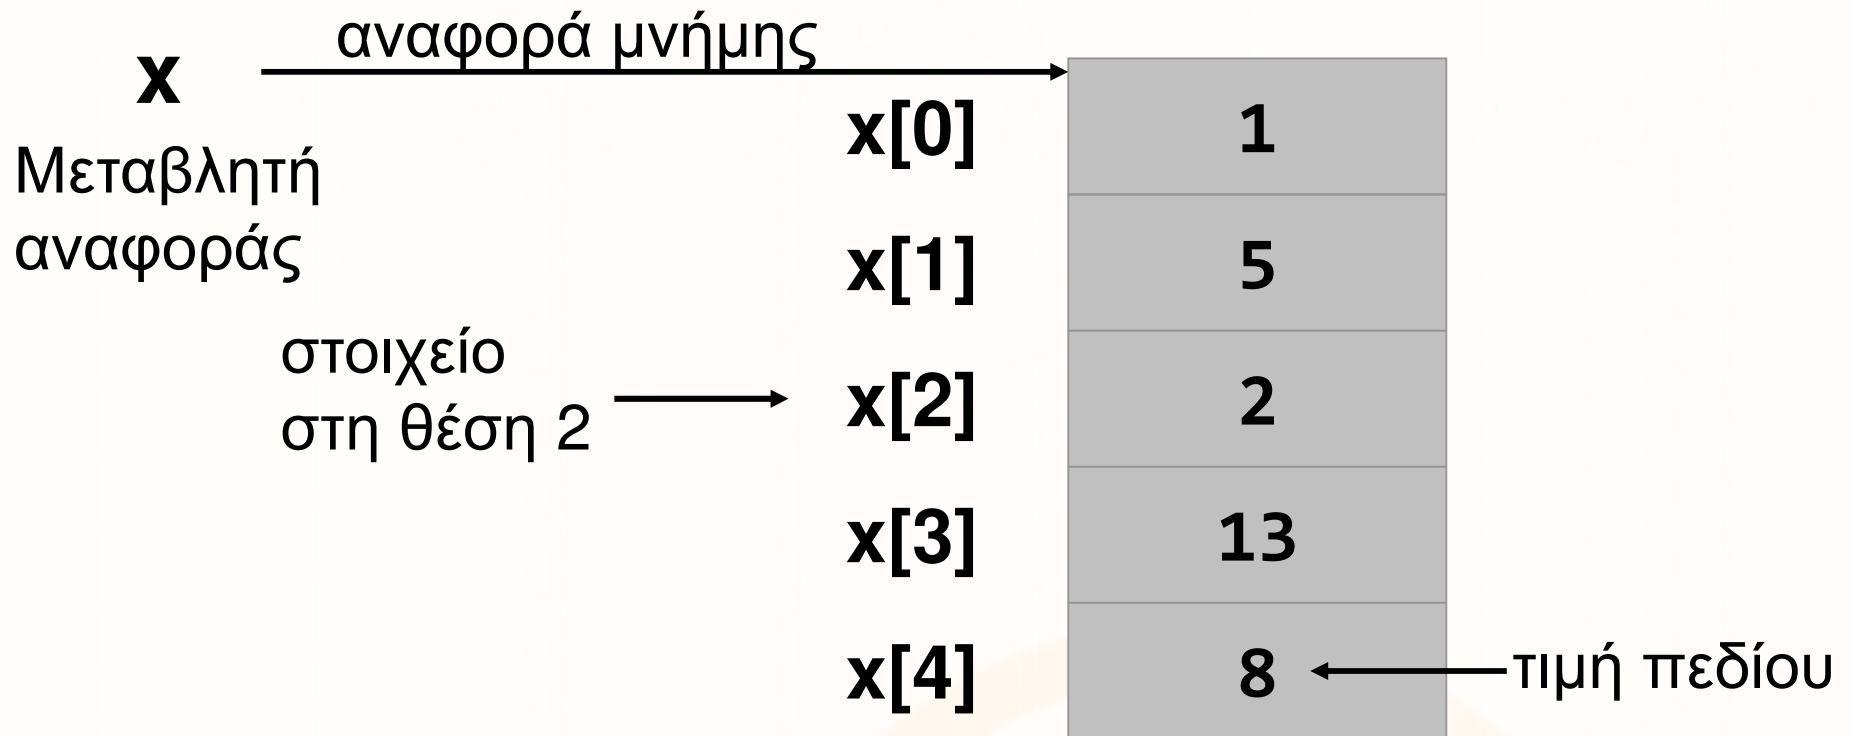 αναφορά μνήμης
x
Μεταβλητή
αναφοράς
x[0] 1
x[1] 5
στοιχείο
στη θέση 2
x[2] 2
x[3] 13
x[4] 8
τιμή πεδίου